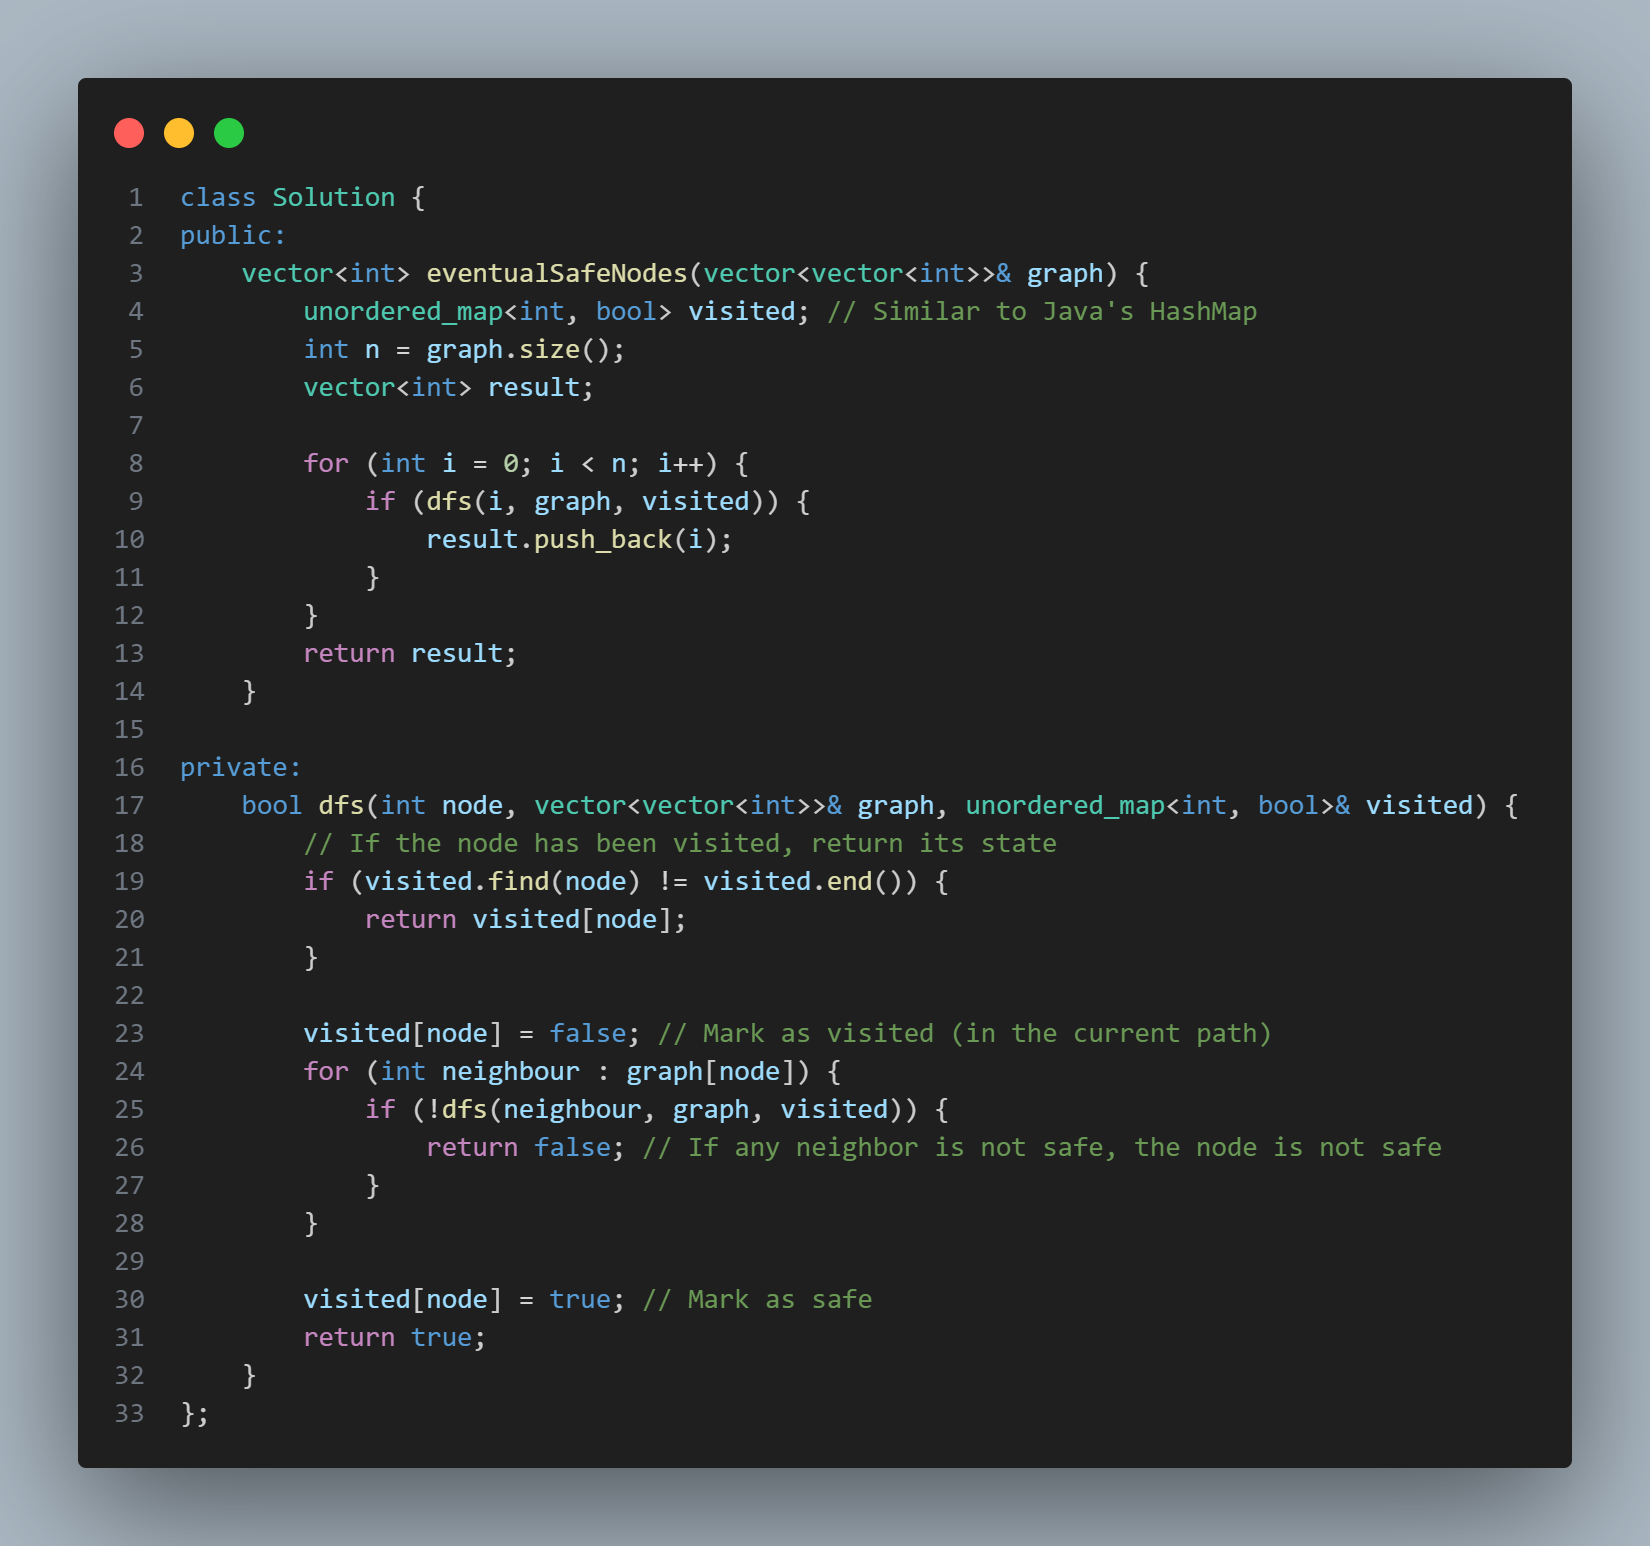 1 class Solution {
2 public:
3     vector<int> eventualSafeNodes(vector<vector<int>>& graph) {
4         unordered_map<int, bool> visited; // Similar to Java's HashMap
5         int n = graph.size();
6         vector<int> result;
7
8         for (int i = 0; i < n; i++) {
9             if (dfs(i, graph, visited)) {
10                 result.push_back(i);
11             }
12         }
13         return result;
14     }
15
16 private:
17     bool dfs(int node, vector<vector<int>>& graph, unordered_map<int, bool>& visited) {
18         // If the node has been visited, return its state
19         if (visited.find(node) != visited.end()) {
20             return visited[node];
21         }
22
23         visited[node] = false; // Mark as visited (in the current path)
24         for (int neighbour : graph[node]) {
25             if (!dfs(neighbour, graph, visited)) {
26                 return false; // If any neighbor is not safe, the node is not safe
27             }
28         }
29
30         visited[node] = true; // Mark as safe
31         return true;
32     }
33 };